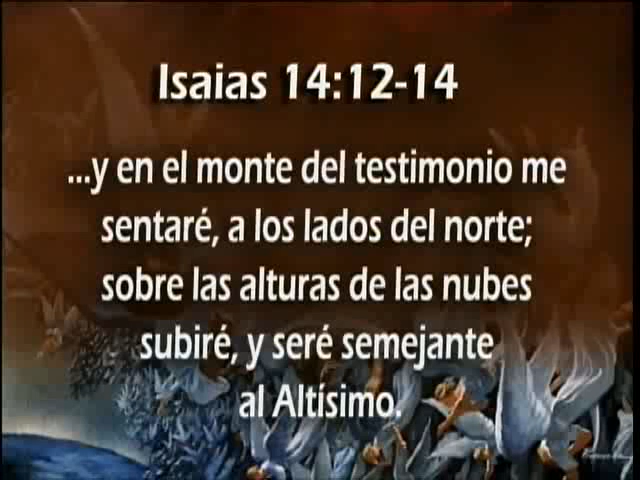 Isaias 14:12-14
...y en el monte del testimonio me
sentaré, a los lados del norte;
sobre las alturas de las nubes
subiré, y seré semejante
al Altísimo.